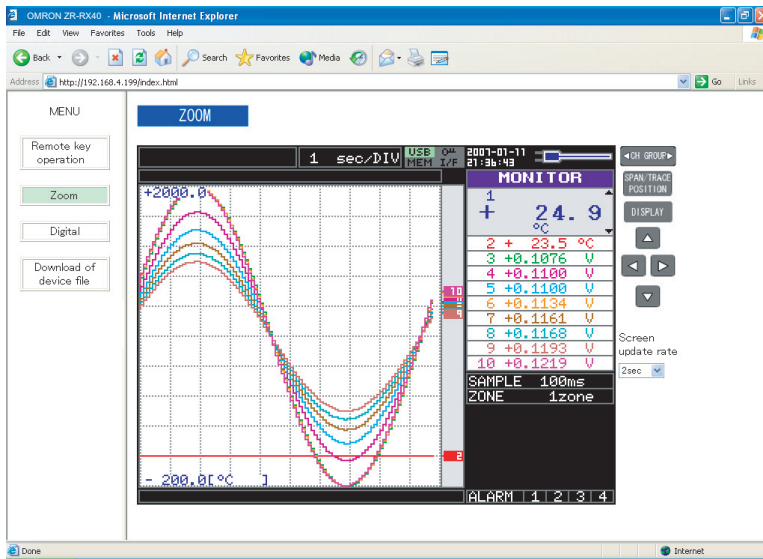 OMRON ZR-RX40 - Microsoft Internet Explorer
File Edit View Favorites Tools Help
Back Search Favorites Media
Address http://192.168.4.199/index.html Go Links
MENU
Remote key
operation
Zoom
Digital
Download of
device file
ZOOM
1 sec/DIV USB MEM I/F 2007-01-11 21:36:43
+2000.0
- 200.0[°C ]
10
9
2
MONITOR
1
+ 24. 9
°C
2 + 23.5 °C
3 +0.1076 V
4 +0.1100 V
5 +0.1100 V
6 +0.1134 V
7 +0.1161 V
8 +0.1168 V
9 +0.1193 V
10 +0.1219 V
SAMPLE 100ms
ZONE 1zone
ALARM 1 2 3 4
◄CH GROUP►
SPAN/TRACE
POSITION
DISPLAY
Screen
update rate
2sec
Done Internet